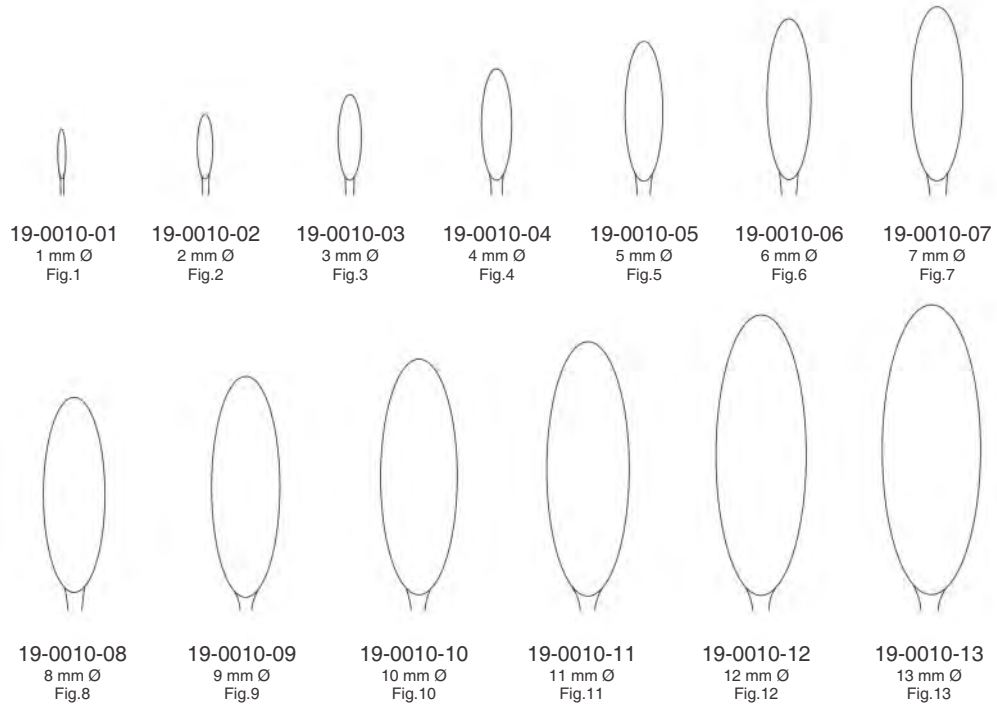 19-0010-01
1 mm Ø
Fig.1
19-0010-02
2 mm Ø
Fig.2
19-0010-03
3 mm Ø
Fig.3
19-0010-04
4 mm Ø
Fig.4
19-0010-05
5 mm Ø
Fig.5
19-0010-06
6 mm Ø
Fig.6
19-0010-07
7 mm Ø
Fig.7
19-0010-08
8 mm Ø
Fig.8
19-0010-09
9 mm Ø
Fig.9
19-0010-10
10 mm Ø
Fig.10
19-0010-11
11 mm Ø
Fig.11
19-0010-12
12 mm Ø
Fig.12
19-0010-13
13 mm Ø
Fig.13